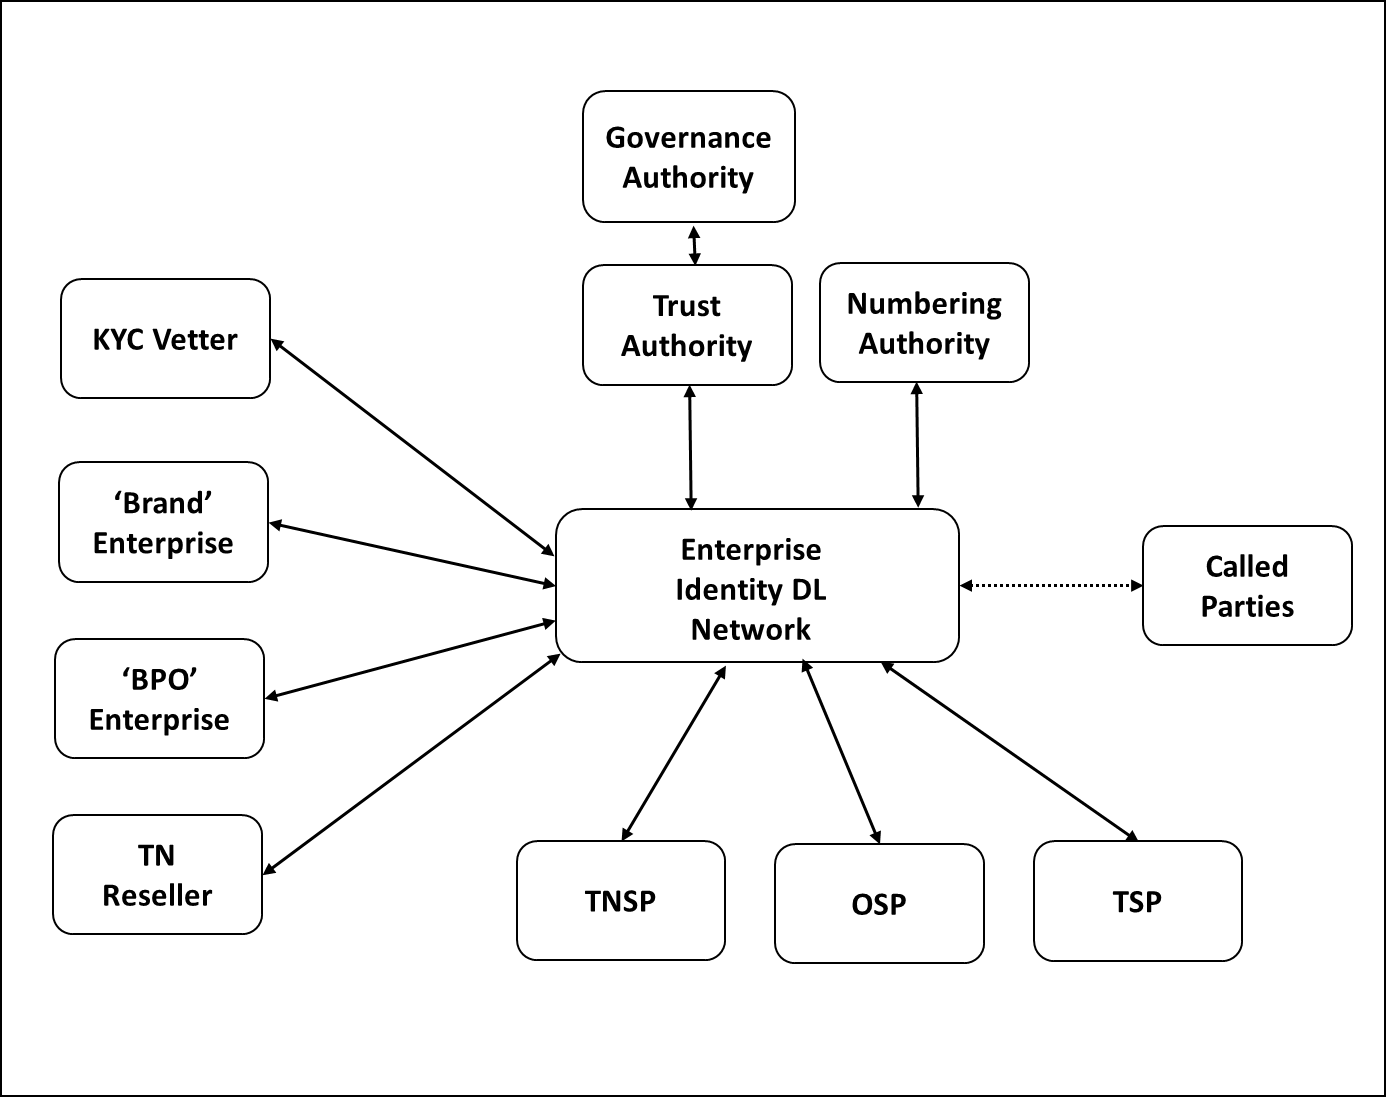 Governance
Authority
Trust
Authority
Numbering
Authority
KYC Vetter
‘Brand’
Enterprise
Enterprise
Identity DL
Network
Called
Parties
‘BPO’
Enterprise
TN
Reseller
TNSP
OSP
TSP